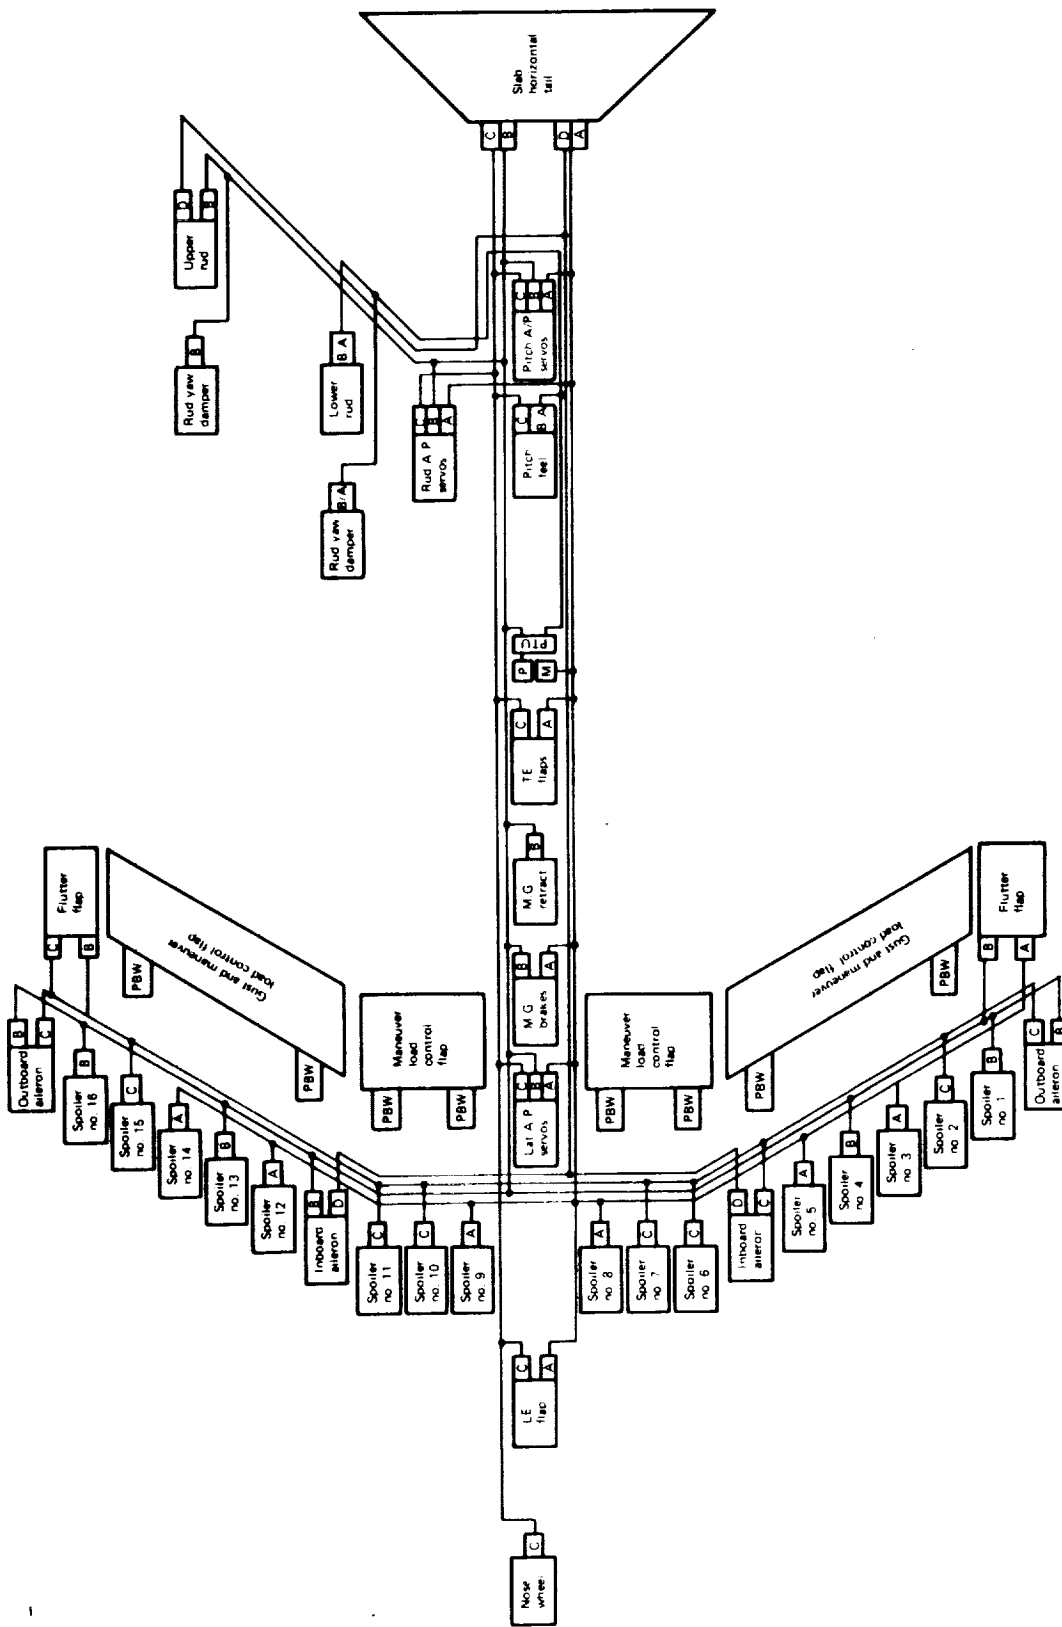 Slab
horizontal
tail
C
B
D
A
D
B
Upper
rud
B
Rud yaw
damper
B A
Lower
rud
B/A
Rud yaw
damper
C
B
A
Rud A P
servos
C
B
A
Pitch A/P
servos
C
B A
Pitch
feel
PTC
P
M
C
A
TE
flaps
B
M G
retract
B
A
M G
brakes
C
B
A
Lat A P
servos
Flutter
flap
C
B
Gust and maneuver
load control flap
PBW
PBW
Maneuver
load
control
flap
PBW
PBW
Maneuver
load
control
flap
PBW
PBW
Gust and maneuver
load control flap
PBW
PBW
Flutter
flap
B
A
B
C
Outboard
aileron
B
Spoiler
no. 16
C
Spoiler
no. 15
A
Spoiler
no. 14
B
Spoiler
no. 13
A
Spoiler
no. 12
B
D
Inboard
aileron
C
Spoiler
no. 11
C
Spoiler
no. 10
A
Spoiler
no. 9
A
Spoiler
no. 8
C
Spoiler
no. 7
C
Spoiler
no. 6
D
C
Inboard
aileron
A
Spoiler
no. 5
B
Spoiler
no. 4
A
Spoiler
no. 3
C
Spoiler
no. 2
B
Spoiler
no. 1
C
Outboard
aileron
C
A
LE
flap
C
Nose
wheel